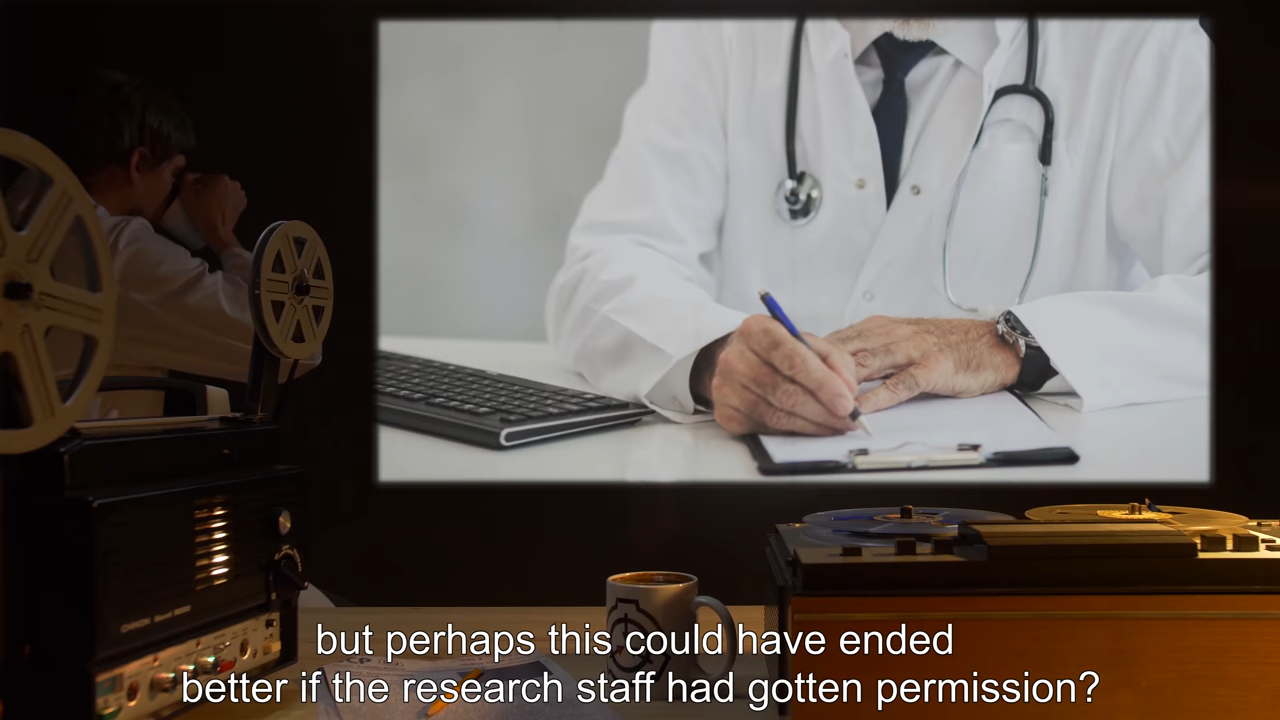 but perhaps this could have ended
better if the research staff had gotten permission?